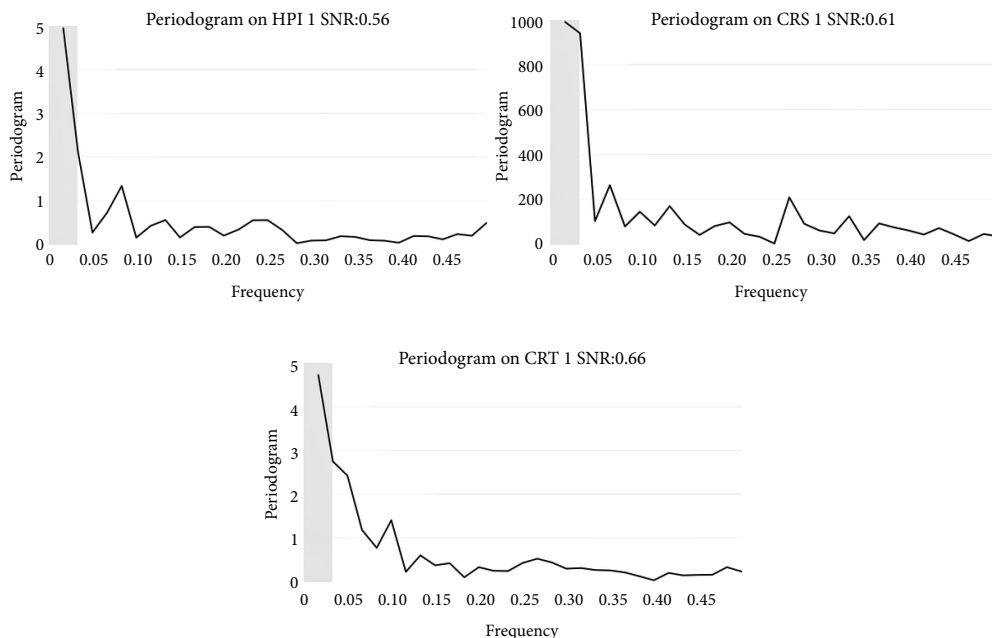 Periodogram on HPI 1 SNR:0.56
5
4
3
2
1
0
Periodogram
0 0.05 0.10 0.15 0.20 0.25 0.30 0.35 0.40 0.45
Frequency
Periodogram on CRS 1 SNR:0.61
1000
800
600
400
200
0
Periodogram
0 0.05 0.10 0.15 0.20 0.25 0.30 0.35 0.40 0.45
Frequency
Periodogram on CRT 1 SNR:0.66
5
4
3
2
1
0
Periodogram
0 0.05 0.10 0.15 0.20 0.25 0.30 0.35 0.40 0.45
Frequency